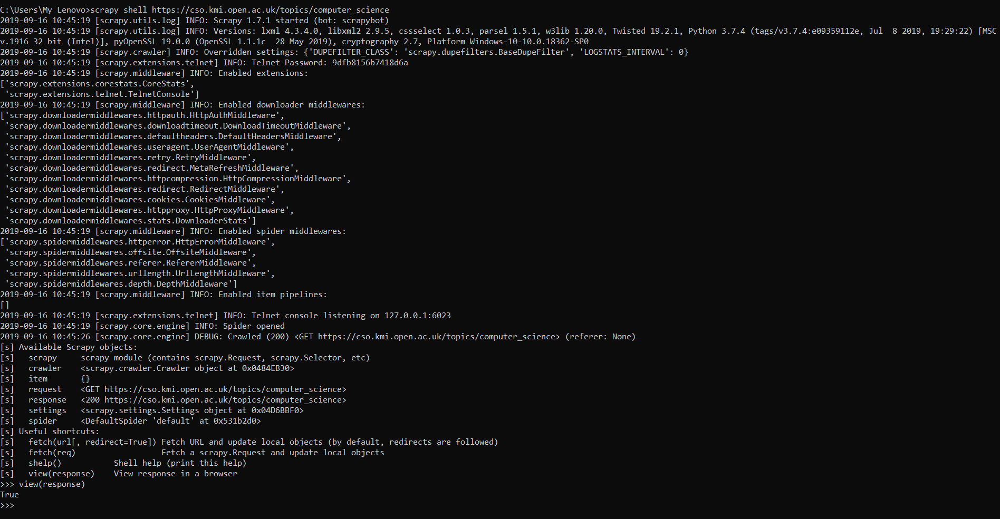 C:\Users\My Lenovo>scrapy shell https://cso.kmi.open.ac.uk/topics/computer_science
2019-09-16 10:45:19 [scrapy.utils.log] INFO: Scrapy 1.7.1 started (bot: scrapybot)
2019-09-16 10:45:19 [scrapy.utils.log] INFO: Versions: lxml 4.3.4.0, libxml2 2.9.5, cssselect 1.0.3, parsel 1.5.1, w3lib 1.20.0, Twisted 19.2.1, Python 3.7.4 (tags/v3.7.4:e09359112e, Jul  8 2019, 19:29:22) [MSC
v.1916 32 bit (Intel)], pyOpenSSL 19.0.0 (OpenSSL 1.1.1c  28 May 2019), cryptography 2.7, Platform Windows-10-10.0.18362-SP0
2019-09-16 10:45:19 [scrapy.crawler] INFO: Overridden settings: {'DUPEFILTER_CLASS': 'scrapy.dupefilters.BaseDupeFilter', 'LOGSTATS_INTERVAL': 0}
2019-09-16 10:45:19 [scrapy.extensions.telnet] INFO: Telnet Password: 9dfb8156b7418d6a
2019-09-16 10:45:19 [scrapy.middleware] INFO: Enabled extensions:
['scrapy.extensions.corestats.CoreStats',
 'scrapy.extensions.telnet.TelnetConsole']
2019-09-16 10:45:19 [scrapy.middleware] INFO: Enabled downloader middlewares:
['scrapy.downloadermiddlewares.httpauth.HttpAuthMiddleware',
 'scrapy.downloadermiddlewares.downloadtimeout.DownloadTimeoutMiddleware',
 'scrapy.downloadermiddlewares.defaultheaders.DefaultHeadersMiddleware',
 'scrapy.downloadermiddlewares.useragent.UserAgentMiddleware',
 'scrapy.downloadermiddlewares.retry.RetryMiddleware',
 'scrapy.downloadermiddlewares.redirect.MetaRefreshMiddleware',
 'scrapy.downloadermiddlewares.httpcompression.HttpCompressionMiddleware',
 'scrapy.downloadermiddlewares.redirect.RedirectMiddleware',
 'scrapy.downloadermiddlewares.cookies.CookiesMiddleware',
 'scrapy.downloadermiddlewares.httpproxy.HttpProxyMiddleware',
 'scrapy.downloadermiddlewares.stats.DownloaderStats']
2019-09-16 10:45:19 [scrapy.middleware] INFO: Enabled spider middlewares:
['scrapy.spidermiddlewares.httperror.HttpErrorMiddleware',
 'scrapy.spidermiddlewares.offsite.OffsiteMiddleware',
 'scrapy.spidermiddlewares.referer.RefererMiddleware',
 'scrapy.spidermiddlewares.urllength.UrlLengthMiddleware',
 'scrapy.spidermiddlewares.depth.DepthMiddleware']
2019-09-16 10:45:19 [scrapy.middleware] INFO: Enabled item pipelines:
[]
2019-09-16 10:45:19 [scrapy.extensions.telnet] INFO: Telnet console listening on 127.0.0.1:6023
2019-09-16 10:45:19 [scrapy.core.engine] INFO: Spider opened
2019-09-16 10:45:26 [scrapy.core.engine] DEBUG: Crawled (200) <GET https://cso.kmi.open.ac.uk/topics/computer_science> (referer: None)
[s] Available Scrapy objects:
[s]   scrapy     scrapy module (contains scrapy.Request, scrapy.Selector, etc)
[s]   crawler    <scrapy.crawler.Crawler object at 0x0484EB30>
[s]   item       {}
[s]   request    <GET https://cso.kmi.open.ac.uk/topics/computer_science>
[s]   response   <200 https://cso.kmi.open.ac.uk/topics/computer_science>
[s]   settings   <scrapy.settings.Settings object at 0x04D6BBF0>
[s]   spider     <DefaultSpider 'default' at 0x531b2d0>
[s] Useful shortcuts:
[s]   fetch(url[, redirect=True]) Fetch URL and update local objects (by default, redirects are followed)
[s]   fetch(req)                  Fetch a scrapy.Request and update local objects
[s]   shelp()           Shell help (print this help)
[s]   view(response)    View response in a browser
>>> view(response)
True
>>>